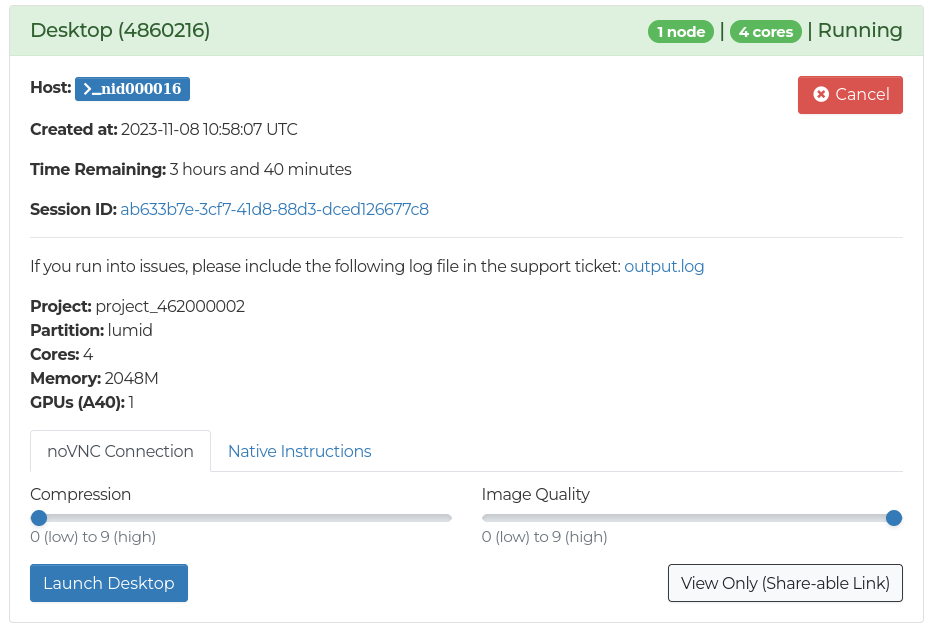 Desktop (4860216) 1 node | 4 cores | Running
Host: >_nid000016 Cancel
Created at: 2023-11-08 10:58:07 UTC
Time Remaining: 3 hours and 40 minutes
Session ID: ab633b7e-3cf7-41d8-88d3-dced126677c8
If you run into issues, please include the following log file in the support ticket: output.log
Project: project_462000002
Partition: lumid
Cores: 4
Memory: 2048M
GPUs (A40): 1
noVNC Connection Native Instructions
Compression Image Quality
0 (low) to 9 (high) 0 (low) to 9 (high)
Launch Desktop View Only (Share-able Link)